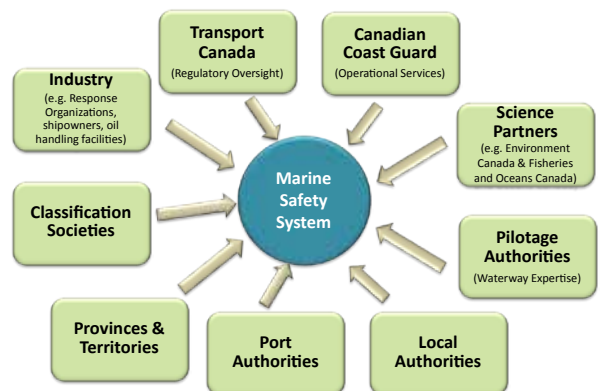 Transport
Canada
(Regulatory Oversight)
Canadian
Coast Guard
(Operational Services)
Industry
(e.g. Response
Organizations,
shipowners, oil
handling facilities)
Science
Partners
(e.g. Environment
Canada & Fisheries
and Oceans Canada)
Marine
Safety
System
Classification
Societies
Pilotage
Authorities
(Waterway Expertise)
Provinces &
Territories
Port
Authorities
Local
Authorities